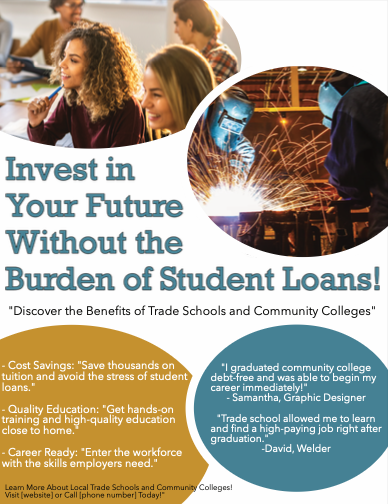 Invest in
Your Future
Without the
Burden of Student Loans!
"Discover the Benefits of Trade Schools and Community Colleges"
- Cost Savings: "Save thousands on
tuition and avoid the stress of student
loans."
- Quality Education: "Get hands-on
training and high-quality education
close to home."
- Career Ready: "Enter the workforce
with the skills employers need."
"I graduated community college
debt-free and was able to begin my
career immediately!"
- Samantha, Graphic Designer
"Trade school allowed me to learn
and find a high-paying job right after
graduation."
-David, Welder
Learn More About Local Trade Schools and Community Colleges!
Visit [website] or Call [phone number] Today!"